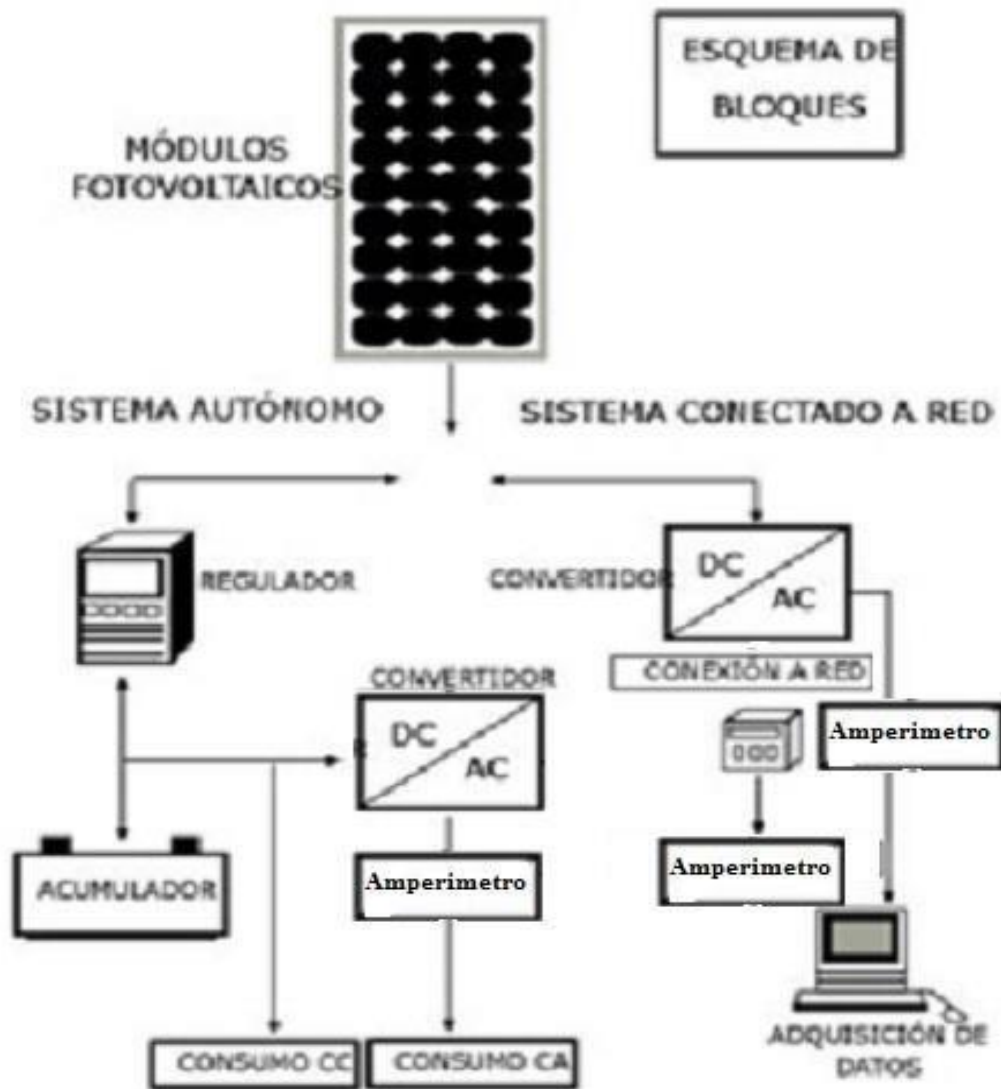 ESQUEMA DE
BLOQUES
MÓDULOS
FOTOVOLTAICOS
SISTEMA AUTÓNOMO
SISTEMA CONECTADO A RED
REGULADOR
CONVERTIDOR
DC
AC
CONEXIÓN A RED
CONVERTIDOR
DC
AC
Amperimetro
Amperimetro
Amperimetro
ACUMULADOR
ADQUISICIÓN DE
DATOS
CONSUMO CC
CONSUMO CA